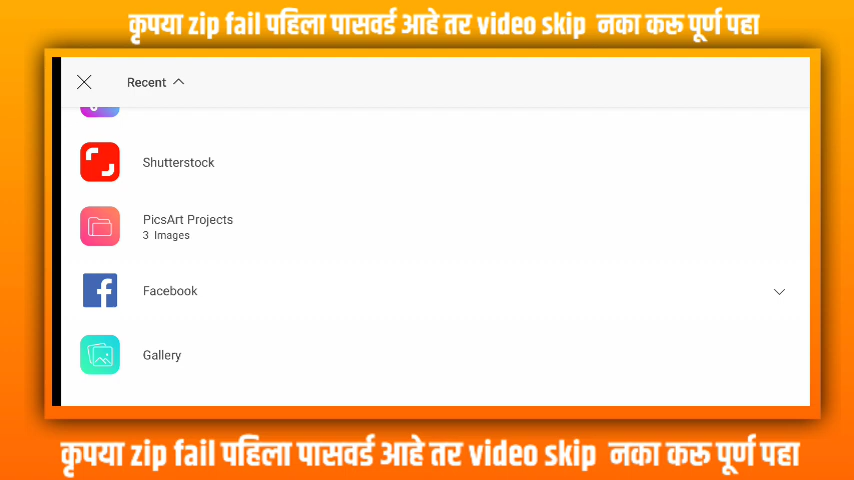 कृपया zip fail पहिला पासवर्ड आहे तर video skip नका करू पूर्ण पहा
Recent
Shutterstock
PicsArt Projects
3 Images
Facebook
Gallery
कृपया zip fail पहिला पासवर्ड आहे तर video skip नका करू पूर्ण पहा